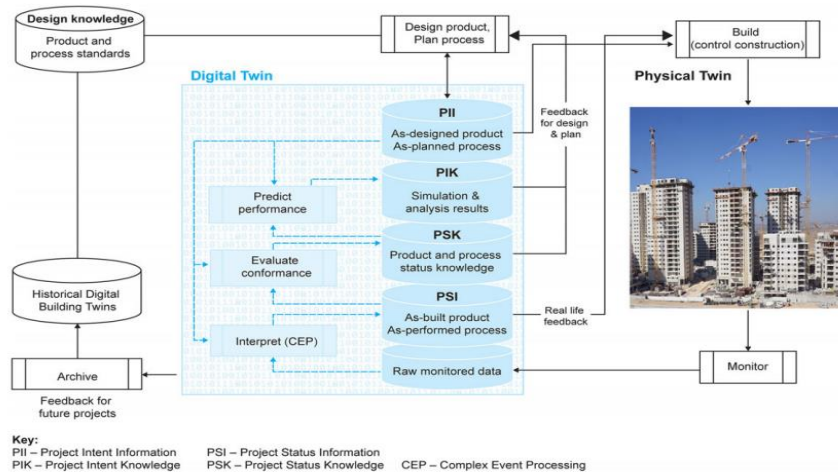 Design knowledge
Product and
process standards
Design product,
Plan process
Build
(control construction)
Digital Twin
Physical Twin
PII
As-designed product
As-planned process
Feedback
for design
& plan
PIK
Simulation &
analysis results
Predict
performance
PSK
Product and process
status knowledge
Evaluate
conformance
Historical Digital
Building Twins
PSI
As-built product
As-performed process
Real life
feedback
Interpret (CEP)
Raw monitored data
Monitor
Archive
Feedback for
future projects
Key:
PII – Project Intent Information PSI – Project Status Information
PIK – Project Intent Knowledge PSK – Project Status Knowledge CEP – Complex Event Processing